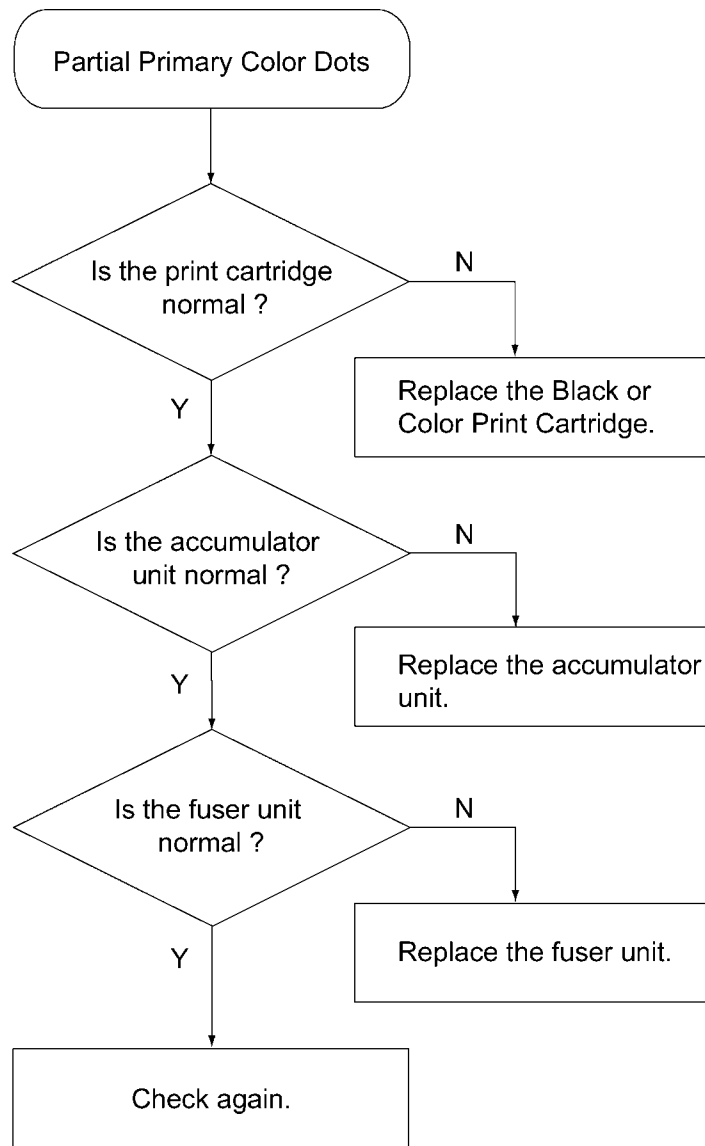 Partial Primary Color Dots
Is the print cartridge
normal ?
N
Replace the Black or
Color Print Cartridge.
Y
Is the accumulator
unit normal ?
N
Replace the accumulator
unit.
Y
Is the fuser unit
normal ?
N
Replace the fuser unit.
Y
Check again.